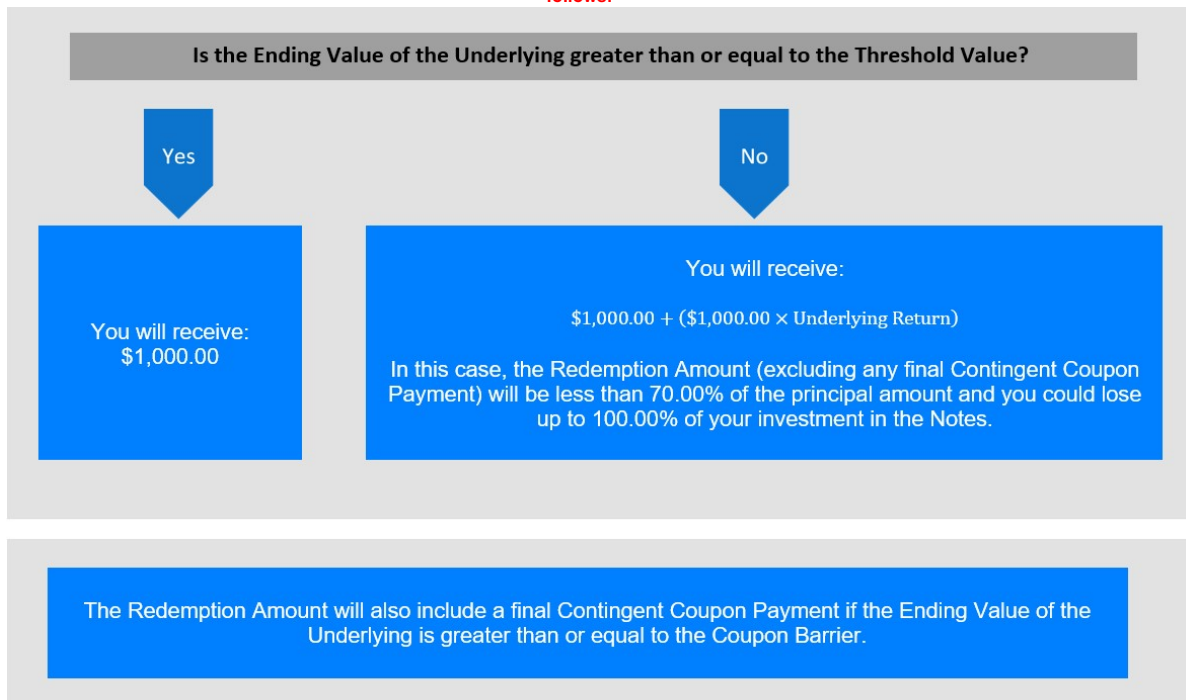 follows:
Is the Ending Value of the Underlying greater than or equal to the Threshold Value?
Yes
No
You will receive:
$1,000.00
You will receive:
$1,000.00 + ($1,000.00 × Underlying Return)
In this case, the Redemption Amount (excluding any final Contingent Coupon
Payment) will be less than 70.00% of the principal amount and you could lose
up to 100.00% of your investment in the Notes.
The Redemption Amount will also include a final Contingent Coupon Payment if the Ending Value of the
Underlying is greater than or equal to the Coupon Barrier.